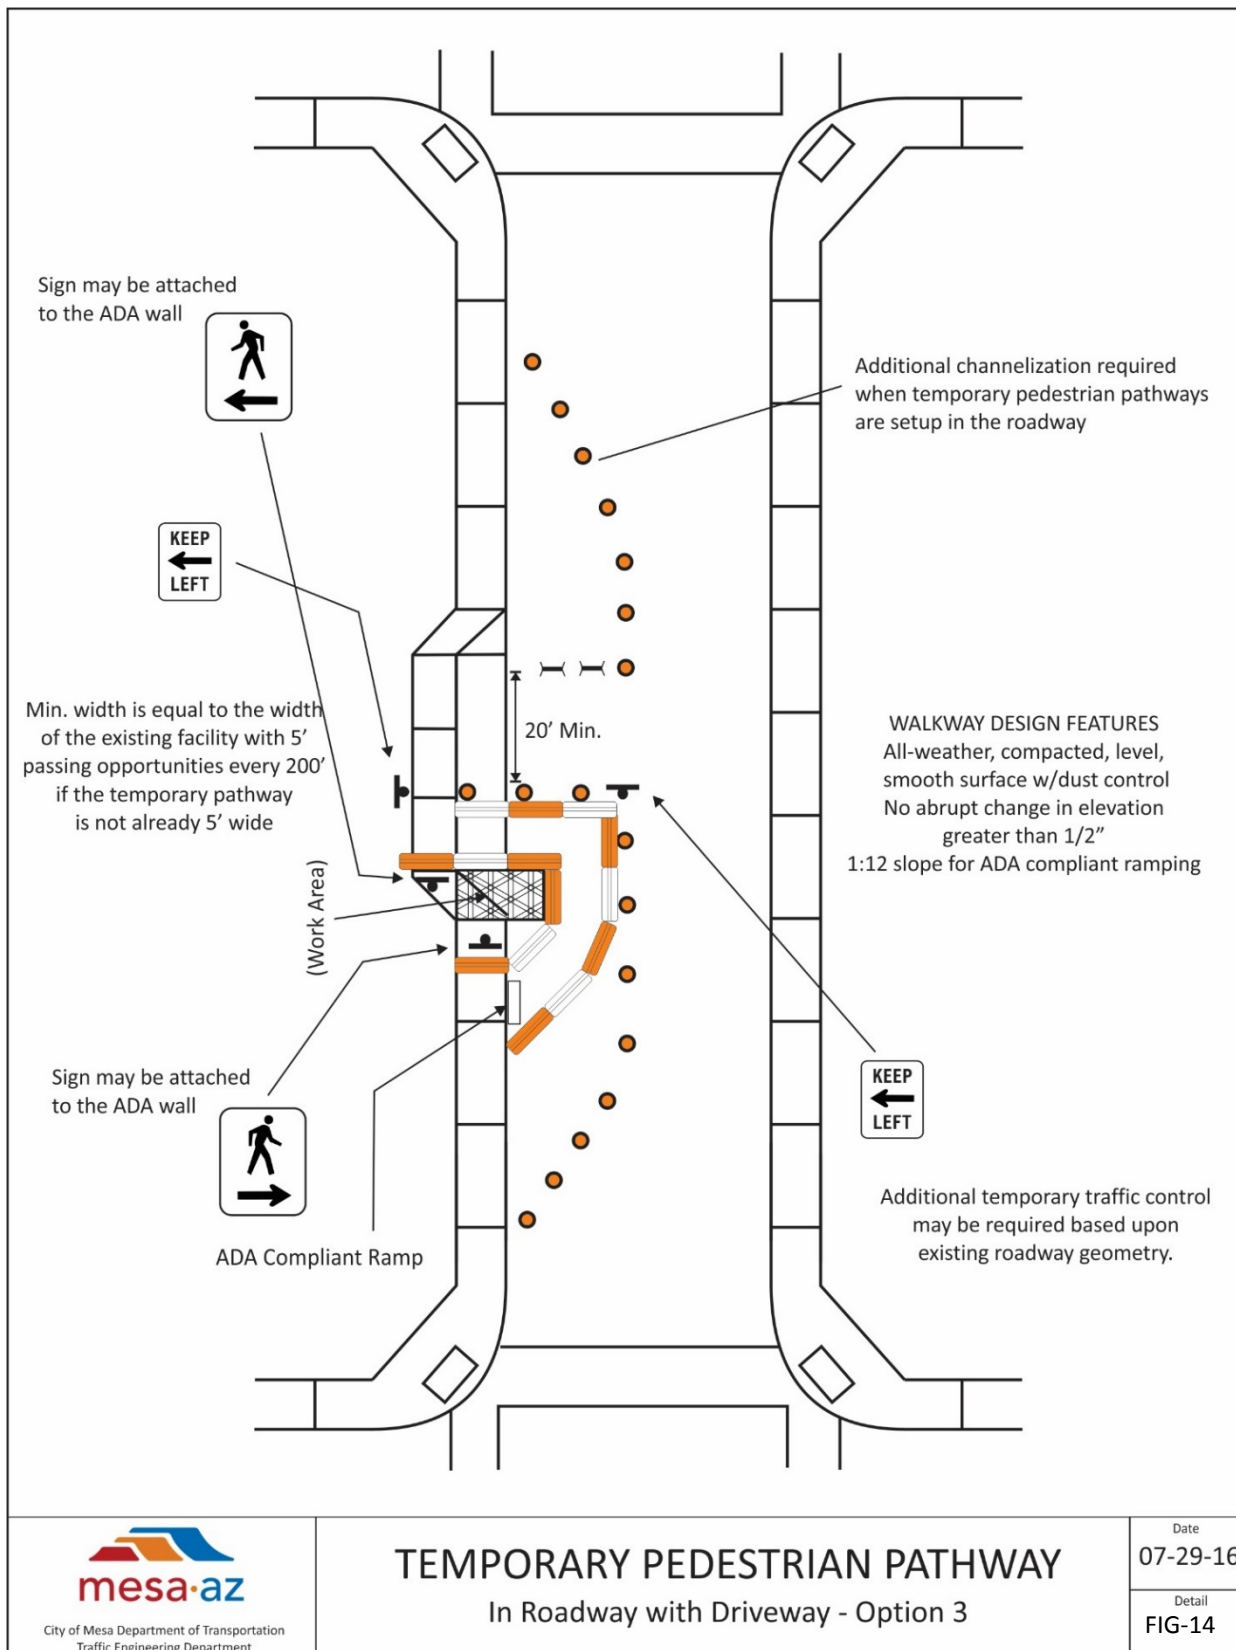 Sign may be attached
to the ADA wall
KEEP
LEFT
Min. width is equal to the width
of the existing facility with 5'
passing opportunities every 200'
if the temporary pathway
is not already 5' wide
(Work Area)
Sign may be attached
to the ADA wall
ADA Compliant Ramp
20' Min.
Additional channelization required
when temporary pedestrian pathways
are setup in the roadway
WALKWAY DESIGN FEATURES
All-weather, compacted, level,
smooth surface w/dust control
No abrupt change in elevation
greater than 1/2"
1:12 slope for ADA compliant ramping
KEEP
LEFT
Additional temporary traffic control
may be required based upon
existing roadway geometry.
mesa·az
City of Mesa Department of Transportation
Traffic Engineering Department
TEMPORARY PEDESTRIAN PATHWAY
In Roadway with Driveway - Option 3
Date
07-29-16
Detail
FIG-14